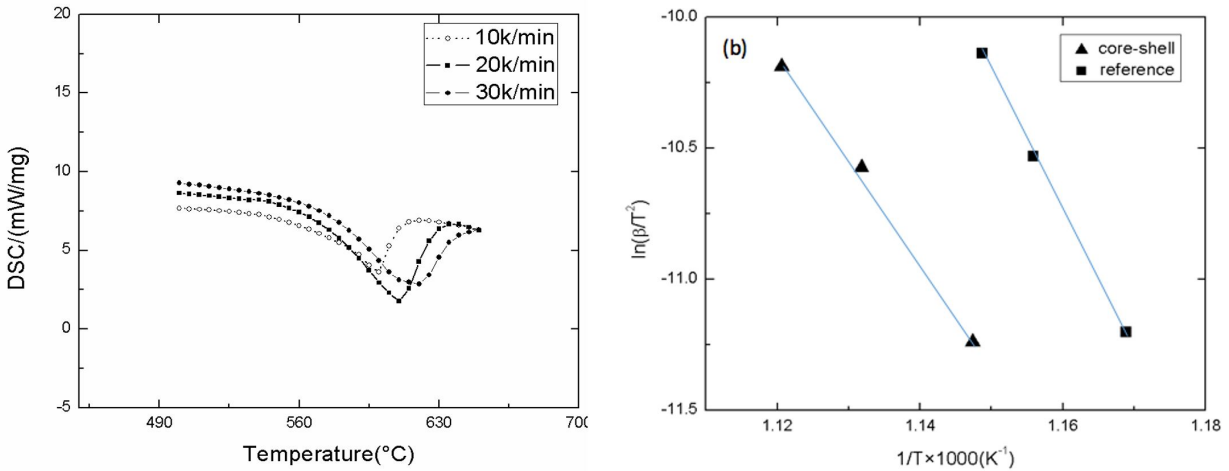 20
15
10
5
0
-5
DSC/(mW/mg)
490
560
630
700
Temperature(°C)
10k/min
20k/min
30k/min
(b)
-10.0
-10.5
-11.0
-11.5
ln(β/T²)
1.12
1.14
1.16
1.18
1/T×1000(K⁻¹)
core-shell
reference